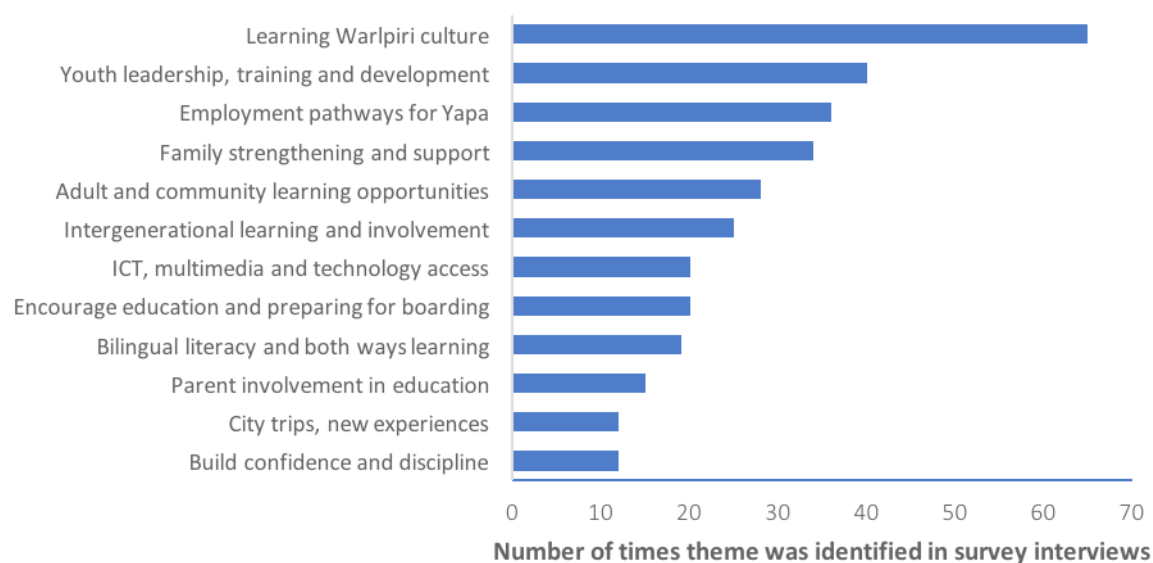 Learning Warlpiri culture
Youth leadership, training and development
Employment pathways for Yapa
Family strengthening and support
Adult and community learning opportunities
Intergenerational learning and involvement
ICT, multimedia and technology access
Encourage education and preparing for boarding
Bilingual literacy and both ways learning
Parent involvement in education
City trips, new experiences
Build confidence and discipline
0 10 20 30 40 50 60 70
Number of times theme was identified in survey interviews